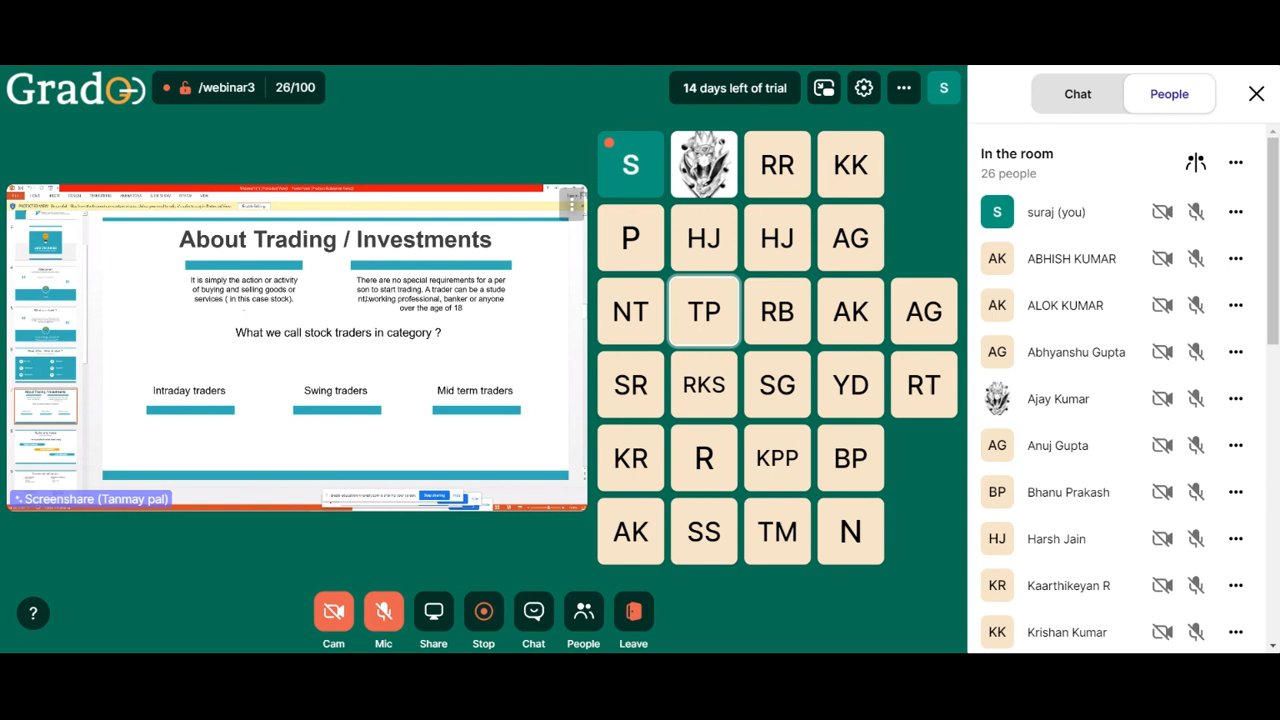 Grado
/webinar3
26/100
14 days left of trial
S
Chat
People
In the room
26 people
S suray (you)
AK ABHISH KUMAR
AK ALOK KUMAR
AG Abhyanshu Gupta
Ajay Kumar
AG Anuj Gupta
BP Bhanu Prakash
HJ Harsh Jain
KR Kaarthikeyan R
KK Krishan Kumar
S
RR
KK
P
HJ
HJ
AG
NT
TP
RB
AK
AG
SR
RKS
SG
YD
RT
KR
R
KPP
BP
AK
SS
TM
N
About Trading / Investments
It is simply the action or activity
of buying and selling goods or
services ( in this case stock).
.
There are no special requirements for a per
son to start trading. A trader can be a stude
nt,working professional, banker or anyone
over the age of 18
What we call stock traders in category ?
Intraday traders
Swing traders
Mid term traders
Screenshare (Tanmay pal)
Stop sharing
?
Cam
Mic
Share
Stop
Chat
People
Leave